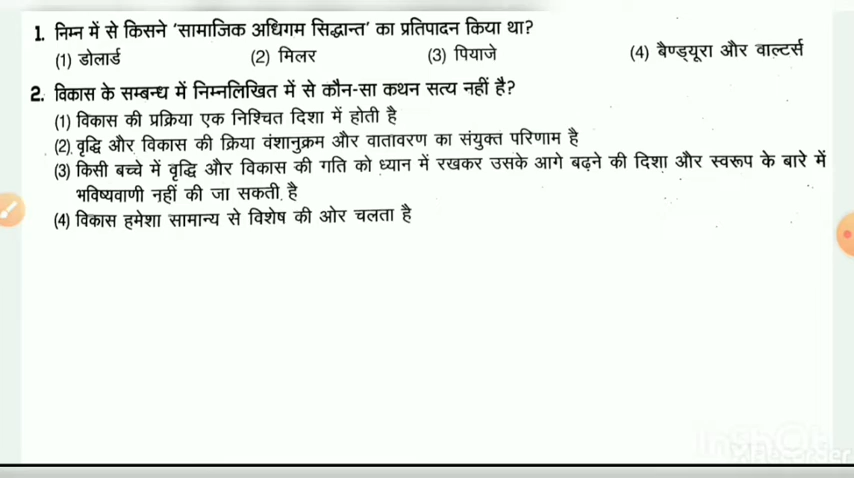 1. निम्न में से किसने ‘सामाजिक अधिगम सिद्धान्त’ का प्रतिपादन किया था?
(1) डोलार्ड (2) मिलर (3) पियाजे (4) बैण्ड्यूरा और वाल्टर्स
2. विकास के सम्बन्ध में निम्नलिखित में से कौन-सा कथन सत्य नहीं है?
(1) विकास की प्रक्रिया एक निश्चित दिशा में होती है
(2) वृद्धि और विकास की क्रिया वंशानुक्रम और वातावरण का संयुक्त परिणाम है
(3) किसी बच्चे में वृद्धि और विकास की गति को ध्यान में रखकर उसके आगे बढ़ने की दिशा और स्वरूप के बारे में
भविष्यवाणी नहीं की जा सकती है
(4) विकास हमेशा सामान्य से विशेष की ओर चलता है